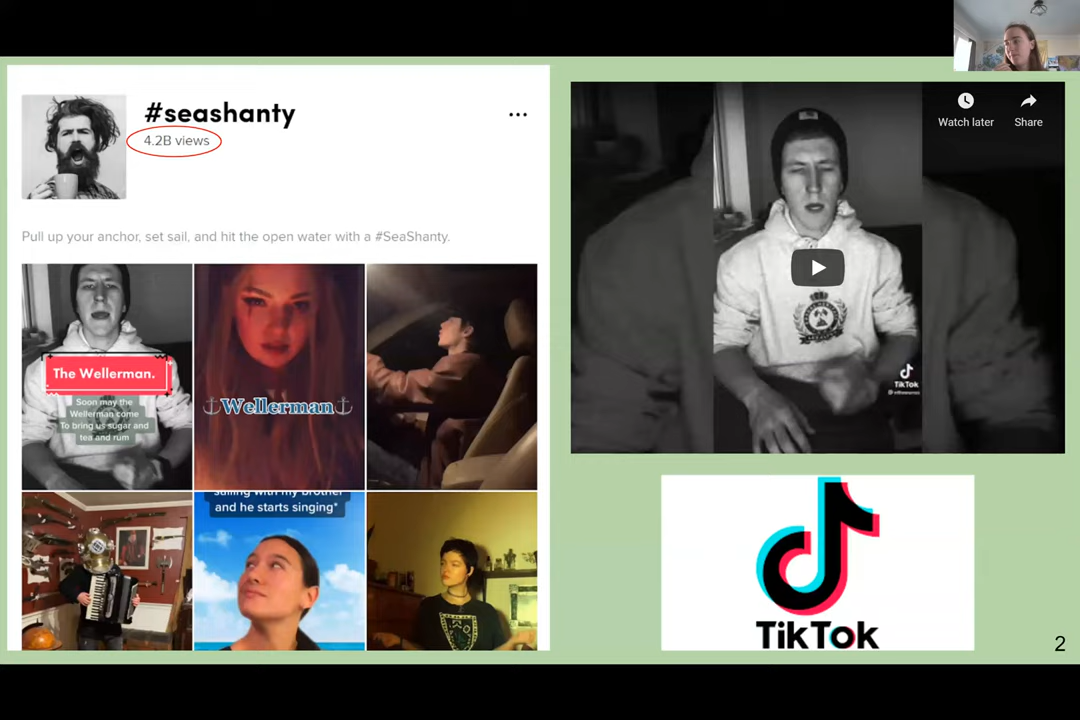 #seashanty
4.2B views
...
Pull up your anchor, set sail, and hit the open water with a #SeaShanty.
The Wellerman.
Soon may the
Wellerman come
To bring us sugar and
tea and rum
⚓Wellerman⚓
sailing with my brother
and he starts singing*
Watch later
Share
TikTok
TikTok
2